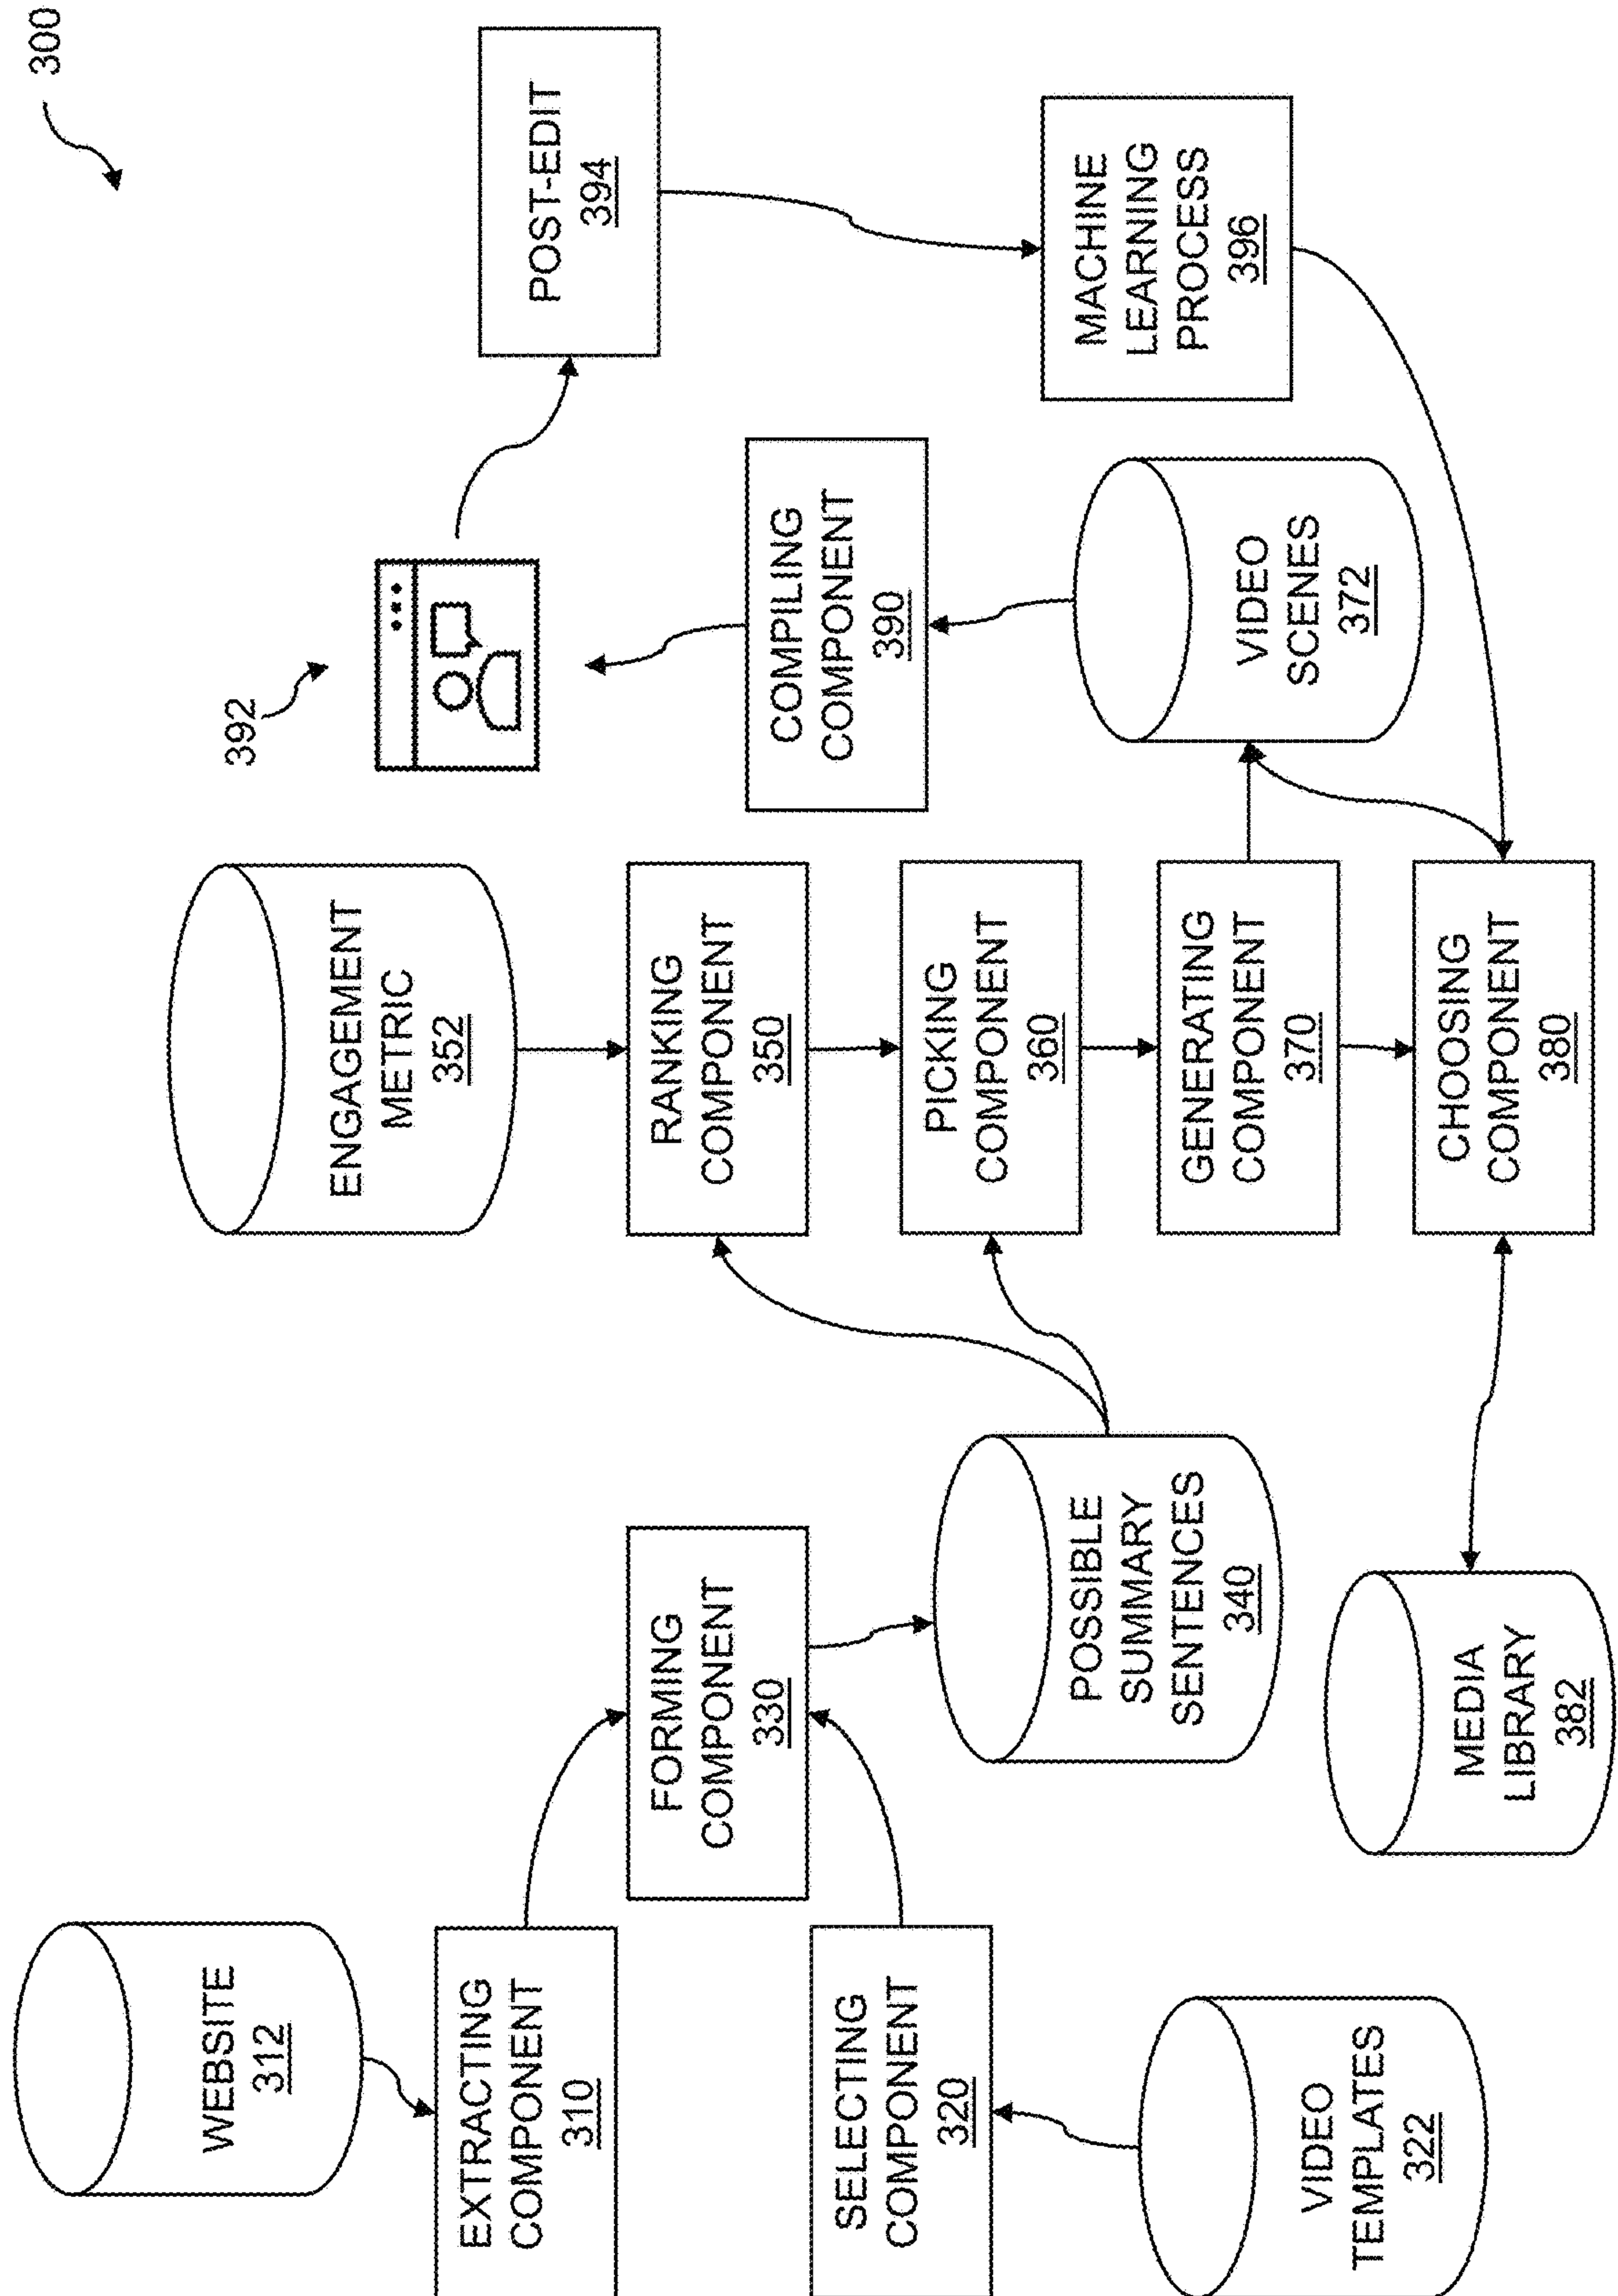 300
WEBSITE
312
EXTRACTING
COMPONENT
310
SELECTING
COMPONENT
320
VIDEO
TEMPLATES
322
FORMING
COMPONENT
330
POSSIBLE
SUMMARY
SENTENCES
340
MEDIA
LIBRARY
382
ENGAGEMENT
METRIC
352
RANKING
COMPONENT
350
PICKING
COMPONENT
360
GENERATING
COMPONENT
370
CHOOSING
COMPONENT
380
392
COMPILING
COMPONENT
390
VIDEO
SCENES
372
POST-EDIT
394
MACHINE
LEARNING
PROCESS
396